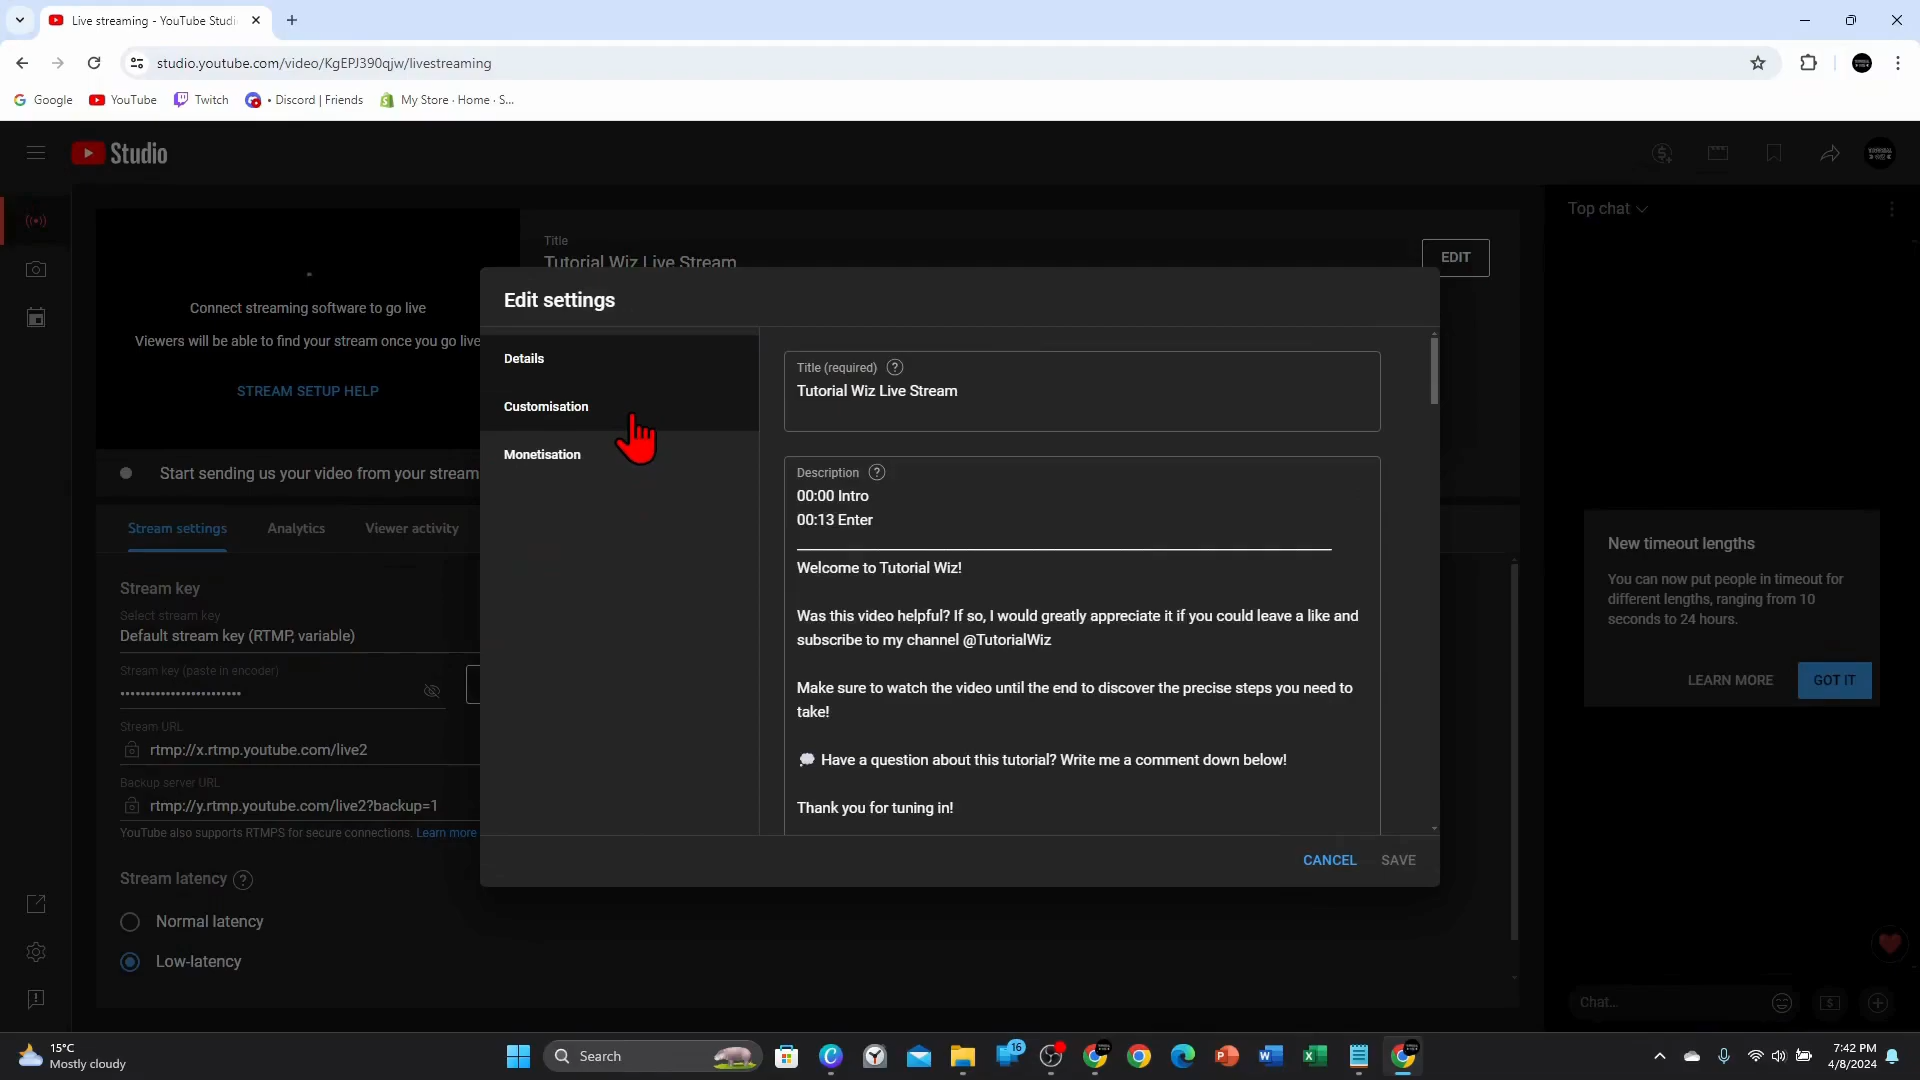 Live streaming - YouTube Studi
studio.youtube.com/video/KgEPJ390qjw/livestreaming
Google
YouTube
Twitch
• Discord | Friends
My Store · Home · S...
Studio
Top chat
Connect streaming software to go live
Viewers will be able to find your stream once you go live
STREAM SETUP HELP
Start sending us your video from your stream
Title
Tutorial Wiz Live Stream
EDIT
Edit settings
Details
Customisation
Monetisation
Title (required)
Tutorial Wiz Live Stream
Description
00:00 Intro
00:13 Enter
Welcome to Tutorial Wiz!
Was this video helpful? If so, I would greatly appreciate it if you could leave a like and
subscribe to my channel @TutorialWiz
Make sure to watch the video until the end to discover the precise steps you need to
take!
💭 Have a question about this tutorial? Write me a comment down below!
Thank you for tuning in!
CANCEL
SAVE
Stream settings
Analytics
Viewer activity
Stream key
Select stream key
Default stream key (RTMP, variable)
Stream key (paste in encoder)
••••••••••••••••••••••••
Stream URL
rtmp://x.rtmp.youtube.com/live2
Backup server URL
rtmp://y.rtmp.youtube.com/live2?backup=1
YouTube also supports RTMPS for secure connections. Learn more
Stream latency
Normal latency
Low-latency
New timeout lengths
You can now put people in timeout for
different lengths, ranging from 10
seconds to 24 hours.
LEARN MORE
GOT IT
Chat...
15°C
Mostly cloudy
Search
16
7:42 PM
4/8/2024